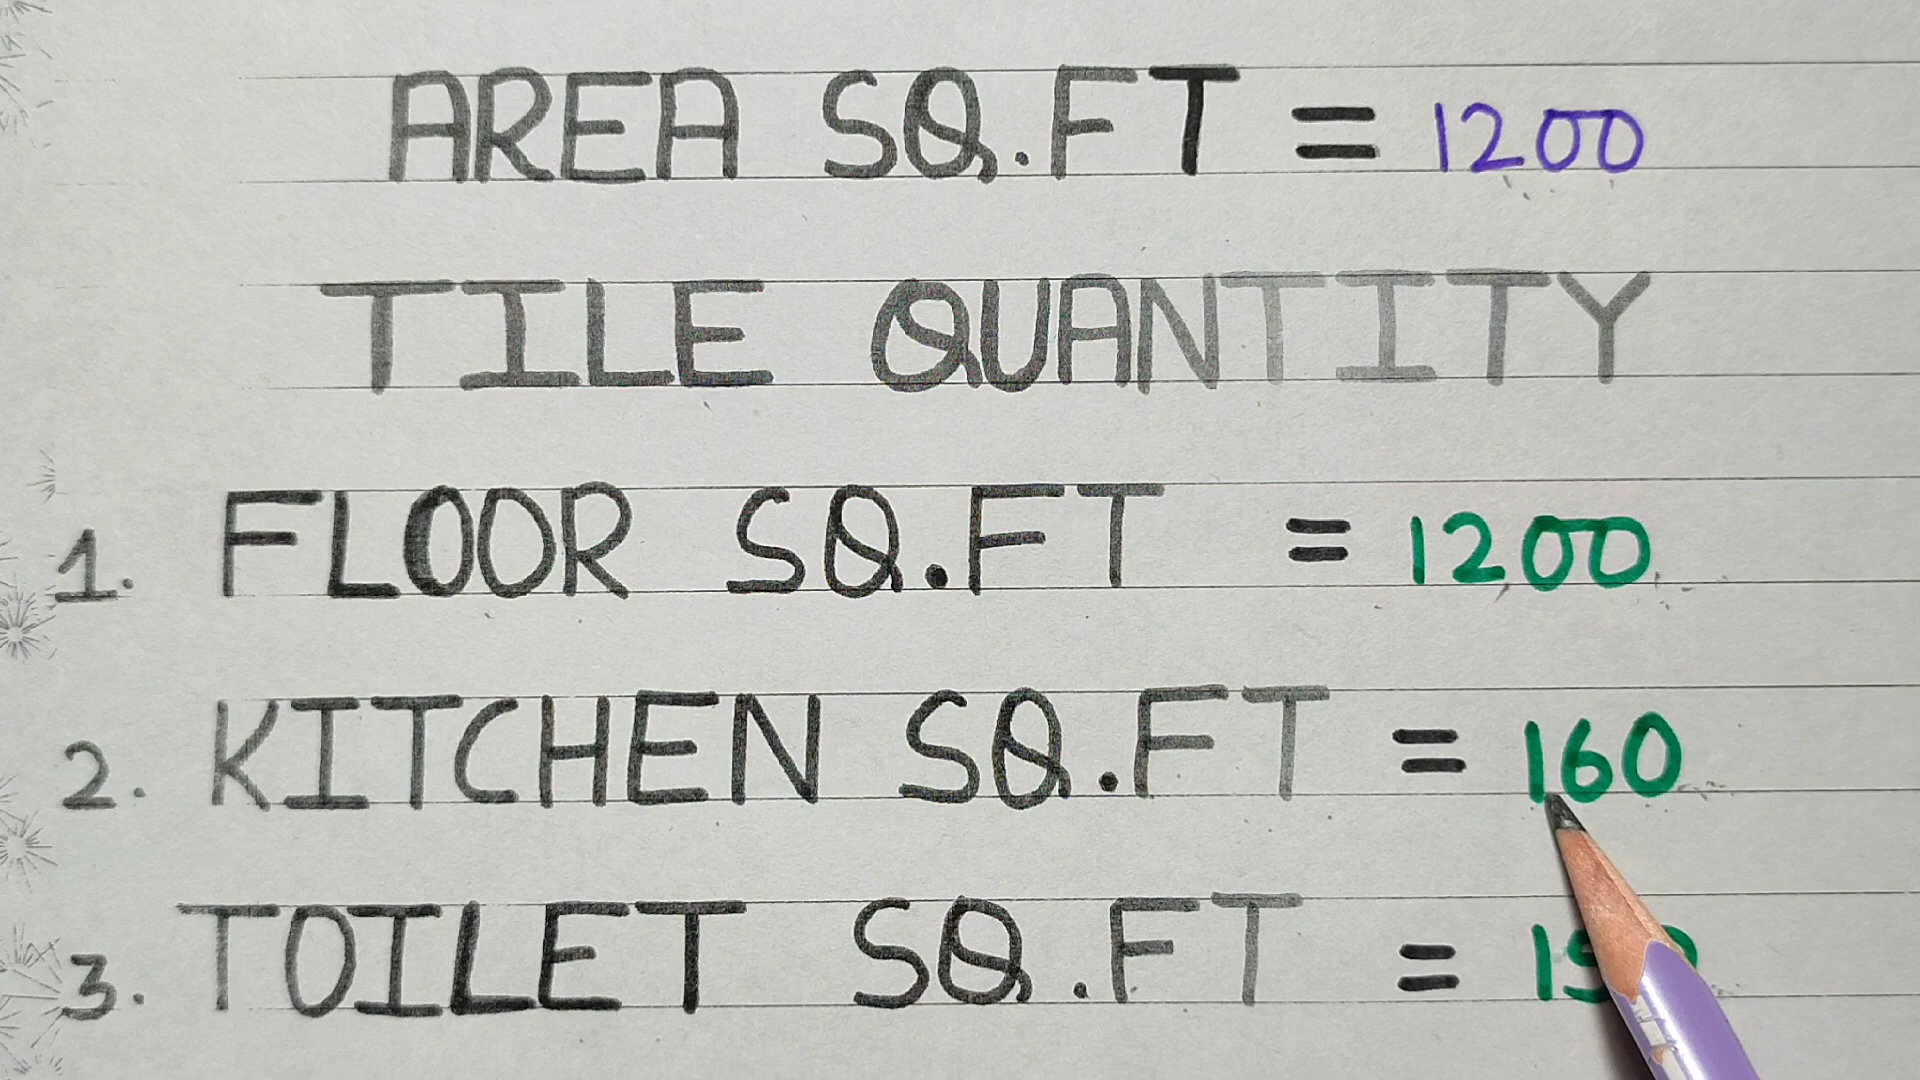 AREA SQ.FT = 1200
TILE QUANTITY
1. FLOOR SQ.FT = 1200
2. KITCHEN SQ.FT = 160
3. TOILET SQ.FT =